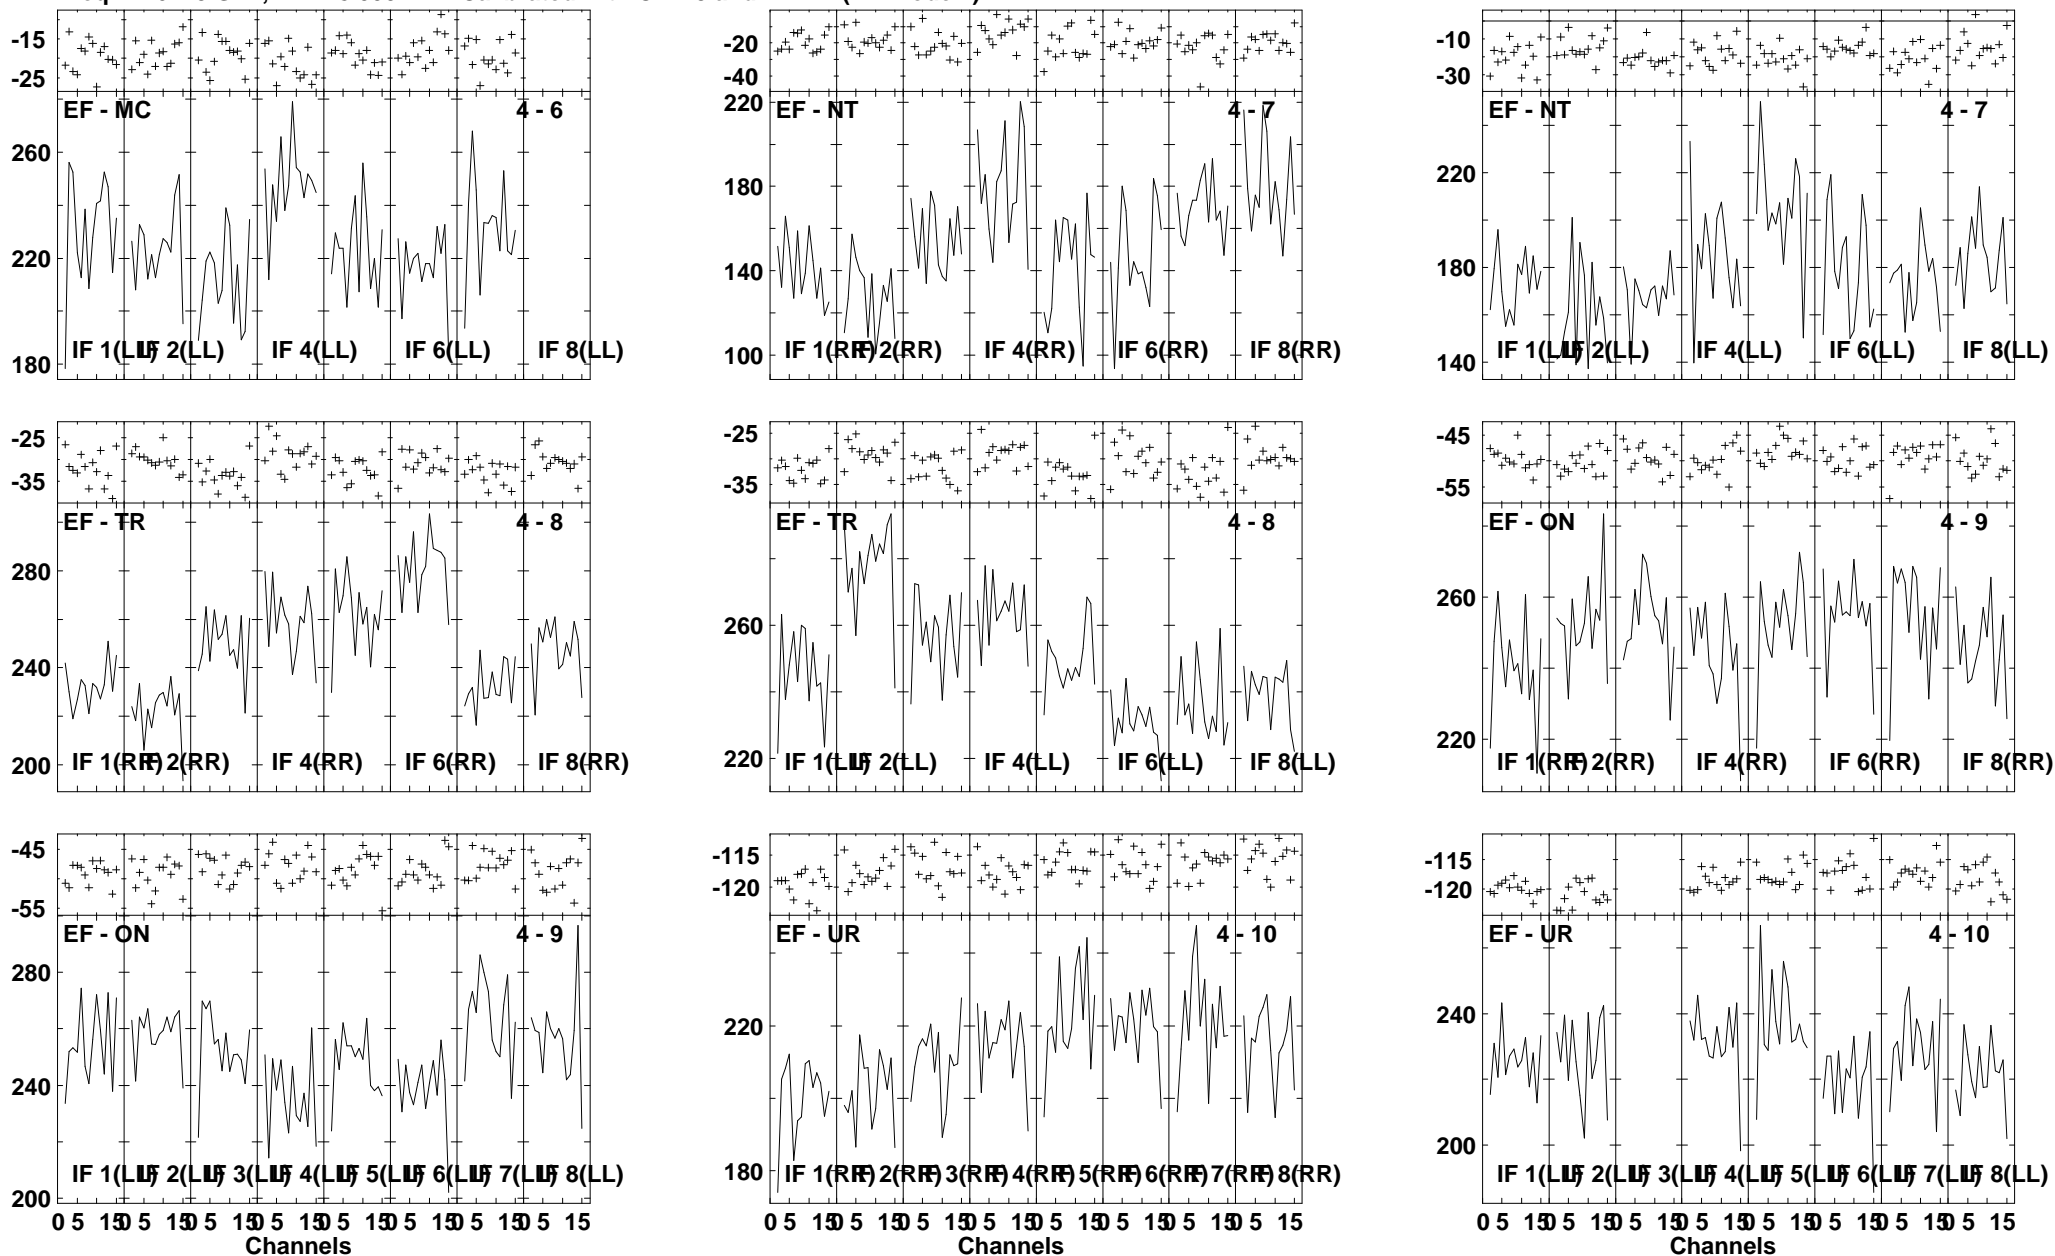 -15
-25
EF - MC 4 - 6
260
220
180
IF 1(LL) IF 2(LL) IF 4(LL) IF 6(LL) IF 8(LL)
-20
-40
EF - NT 4 - 7
220
180
140
100
IF 1(RR) IF 2(RR) IF 4(RR) IF 6(RR) IF 8(RR)
-10
-30
EF - NT 4 - 7
220
180
140
IF 1(LL) IF 2(LL) IF 4(LL) IF 6(LL) IF 8(LL)
-25
-35
EF - TR 4 - 8
280
240
200
IF 1(RR) IF 2(RR) IF 4(RR) IF 6(RR) IF 8(RR)
-25
-35
EF - TR 4 - 8
260
220
IF 1(LL) IF 2(LL) IF 4(LL) IF 6(LL) IF 8(LL)
-45
-55
EF - ON 4 - 9
260
220
IF 1(RR) IF 2(RR) IF 4(RR) IF 6(RR) IF 8(RR)
-45
-55
EF - ON 4 - 9
280
240
200
IF 1(LL) IF 2(LL) IF 3(LL) IF 4(LL) IF 5(LL) IF 6(LL) IF 7(LL) IF 8(LL)
0 5 15 0 5 15 0 5 15 0 5 15 0 5 15 0 5 15 0 5 15 0 5 15
Channels
-115
-120
EF - UR 4 - 10
220
180
IF 1(RR) IF 2(RR) IF 3(RR) IF 4(RR) IF 5(RR) IF 6(RR) IF 7(RR) IF 8(RR)
0 5 15 0 5 15 0 5 15 0 5 15 0 5 15 0 5 15 0 5 15 0 5 15
Channels
-115
-120
EF - UR 4 - 10
240
200
IF 1(LL) IF 2(LL) IF 3(LL) IF 4(LL) IF 5(LL) IF 6(LL) IF 7(LL) IF 8(LL)
0 5 15 0 5 15 0 5 15 0 5 15 0 5 15 0 5 15 0 5 15 0 5 15
Channels